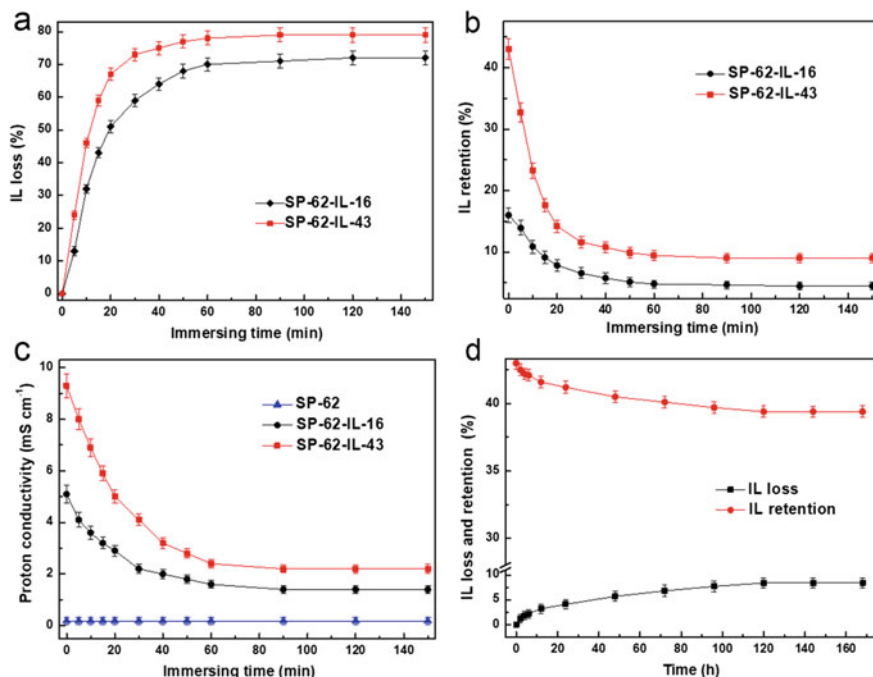 a
IL loss (%)
80
70
60
50
40
30
20
10
0
SP-62-IL-16
SP-62-IL-43
0 20 40 60 80 100 120 140
Immersing time (min)
b
IL retention (%)
40
30
20
10
SP-62-IL-16
SP-62-IL-43
0 20 40 60 80 100 120 140
Immersing time (min)
c
Proton conductivity (mS cm⁻¹)
10
8
6
4
2
0
SP-62
SP-62-IL-16
SP-62-IL-43
0 20 40 60 80 100 120 140 160
Immersing time (min)
d
IL loss and retention (%)
40
35
30
10
5
0
IL loss
IL retention
0 20 40 60 80 100 120 140 160
Time (h)